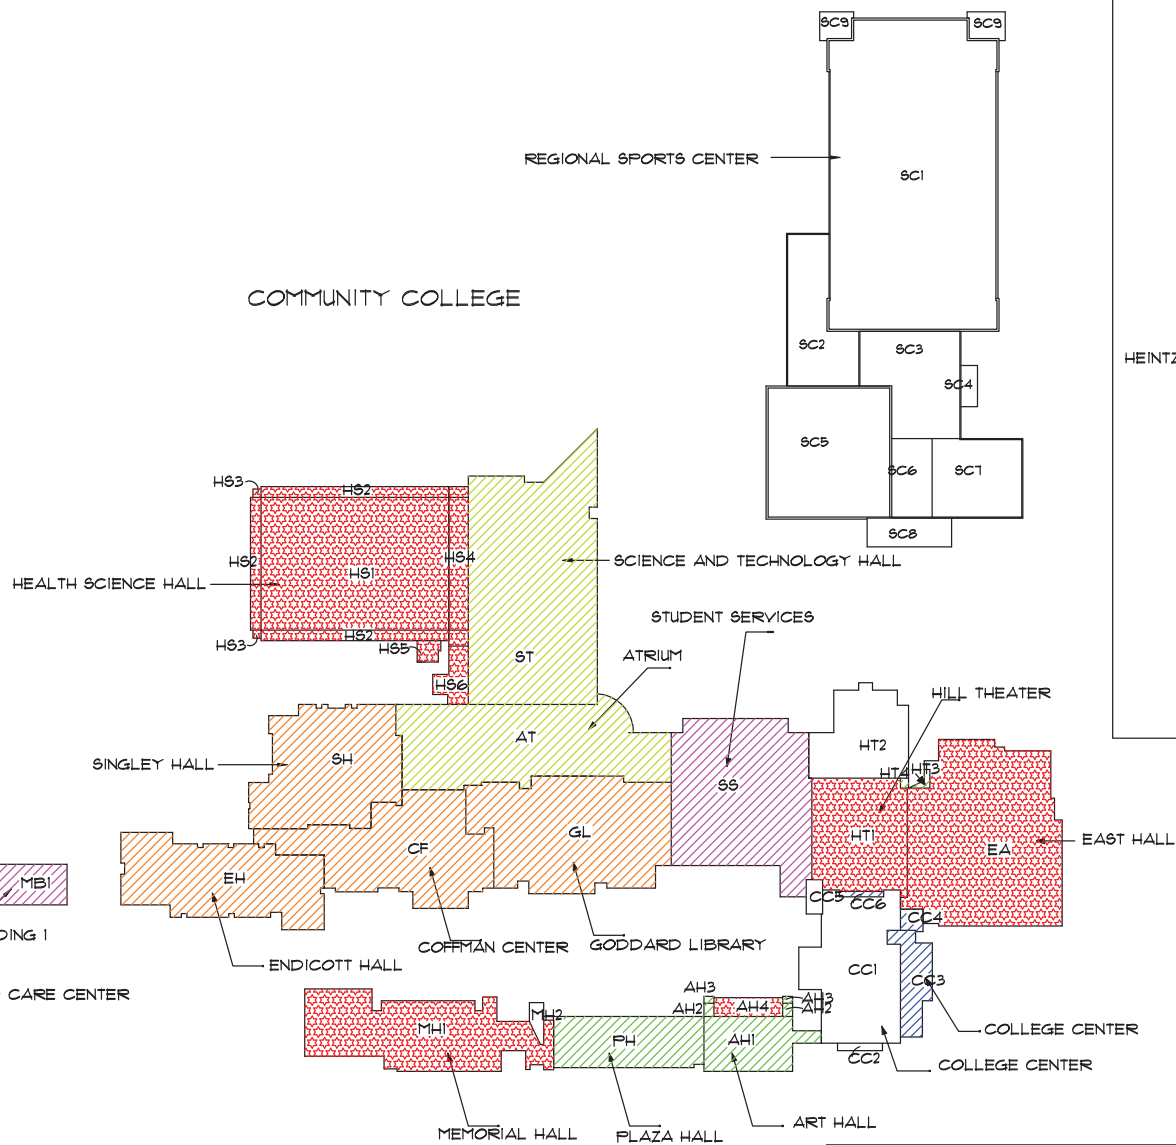 SC9
SC9
REGIONAL SPORTS CENTER
SC1
COMMUNITY COLLEGE
SC2
SC3
HEINTZ
SC4
SC5
SC6
SC7
HS3
HS2
SC8
HS2
HS4
SCIENCE AND TECHNOLOGY HALL
HEALTH SCIENCE HALL
HS1
STUDENT SERVICES
HS3
HS2
HS5
ST
ATRIUM
HS6
HILL THEATER
AT
HT2
SH
SINGLEY HALL
HT4
HT3
SS
GL
HT1
EAST HALL
CF
EA
EH
MB1
CC5
CC6
CC4
DING 1
COFFMAN CENTER
GODDARD LIBRARY
ENDICOTT HALL
CC1
CC3
CARE CENTER
AH3
AH3
AH2
AH4
AH2
MH2
MH1
COLLEGE CENTER
PH
AH1
CC2
COLLEGE CENTER
ART HALL
MEMORIAL HALL
PLAZA HALL